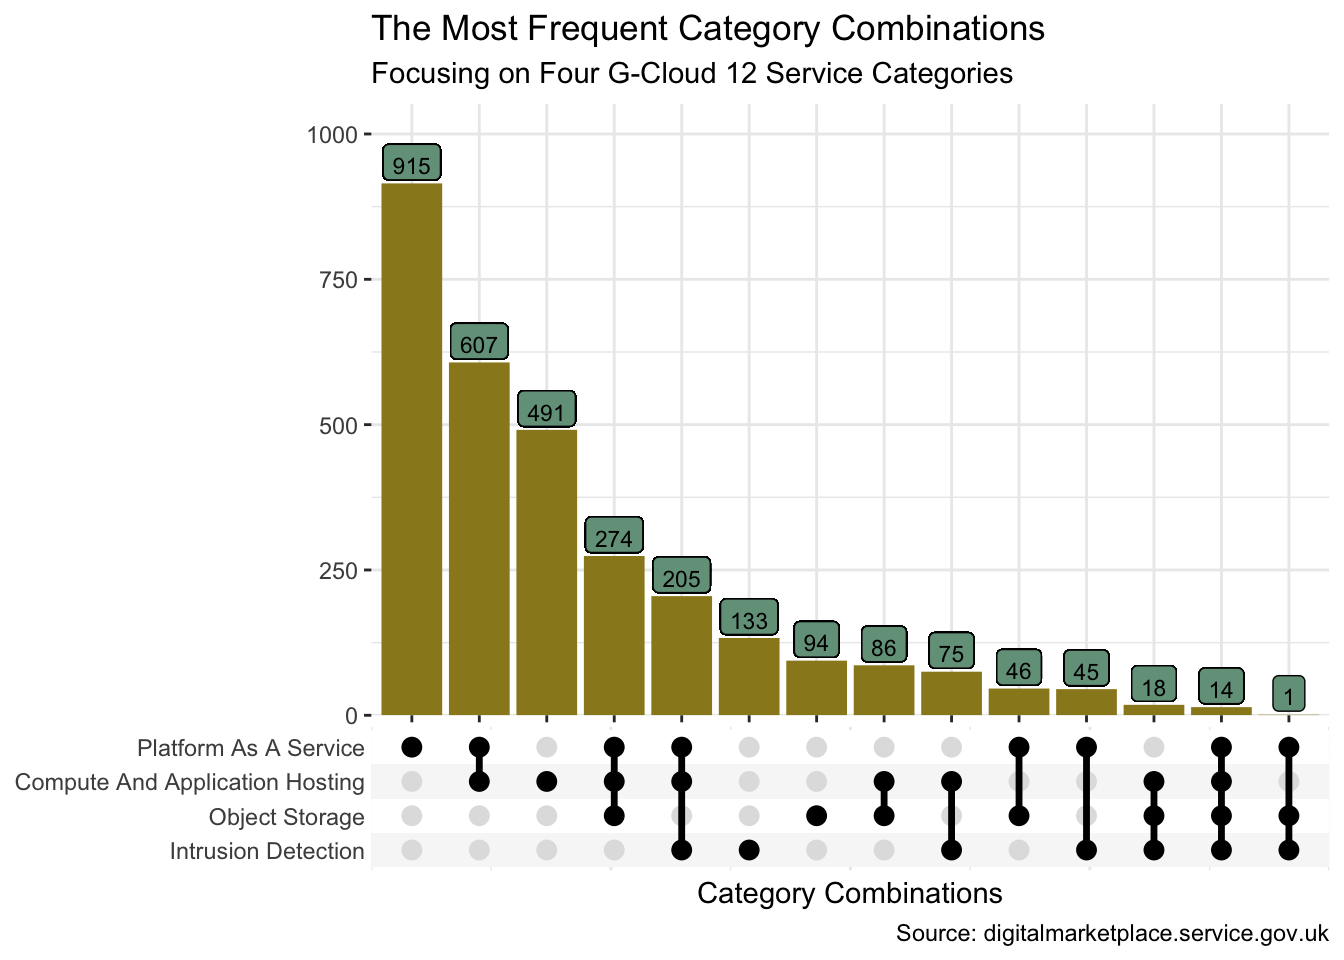 The Most Frequent Category Combinations
Focusing on Four G-Cloud 12 Service Categories
1000
750
500
250
0
915
607
491
274
205
133
94
86
75
46
45
18
14
1
Platform As A Service
Compute And Application Hosting
Object Storage
Intrusion Detection
Category Combinations
Source: digitalmarketplace.service.gov.uk